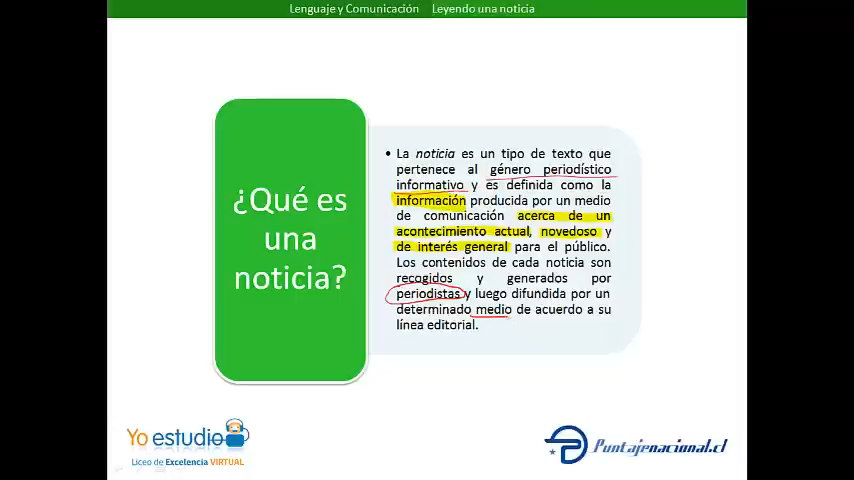 Lenguaje y Comunicación Leyendo una noticia
¿Qué es
una
noticia?
• La noticia es un tipo de texto que
pertenece al género periodístico
informativo y es definida como la
información producida por un medio
de comunicación acerca de un
acontecimiento actual, novedoso y
de interés general para el público.
Los contenidos de cada noticia son
recogidos y generados por
periodistas y luego difundida por un
determinado medio de acuerdo a su
línea editorial.
Yo estudio
Liceo de Excelencia VIRTUAL
Puntajenacional.cl